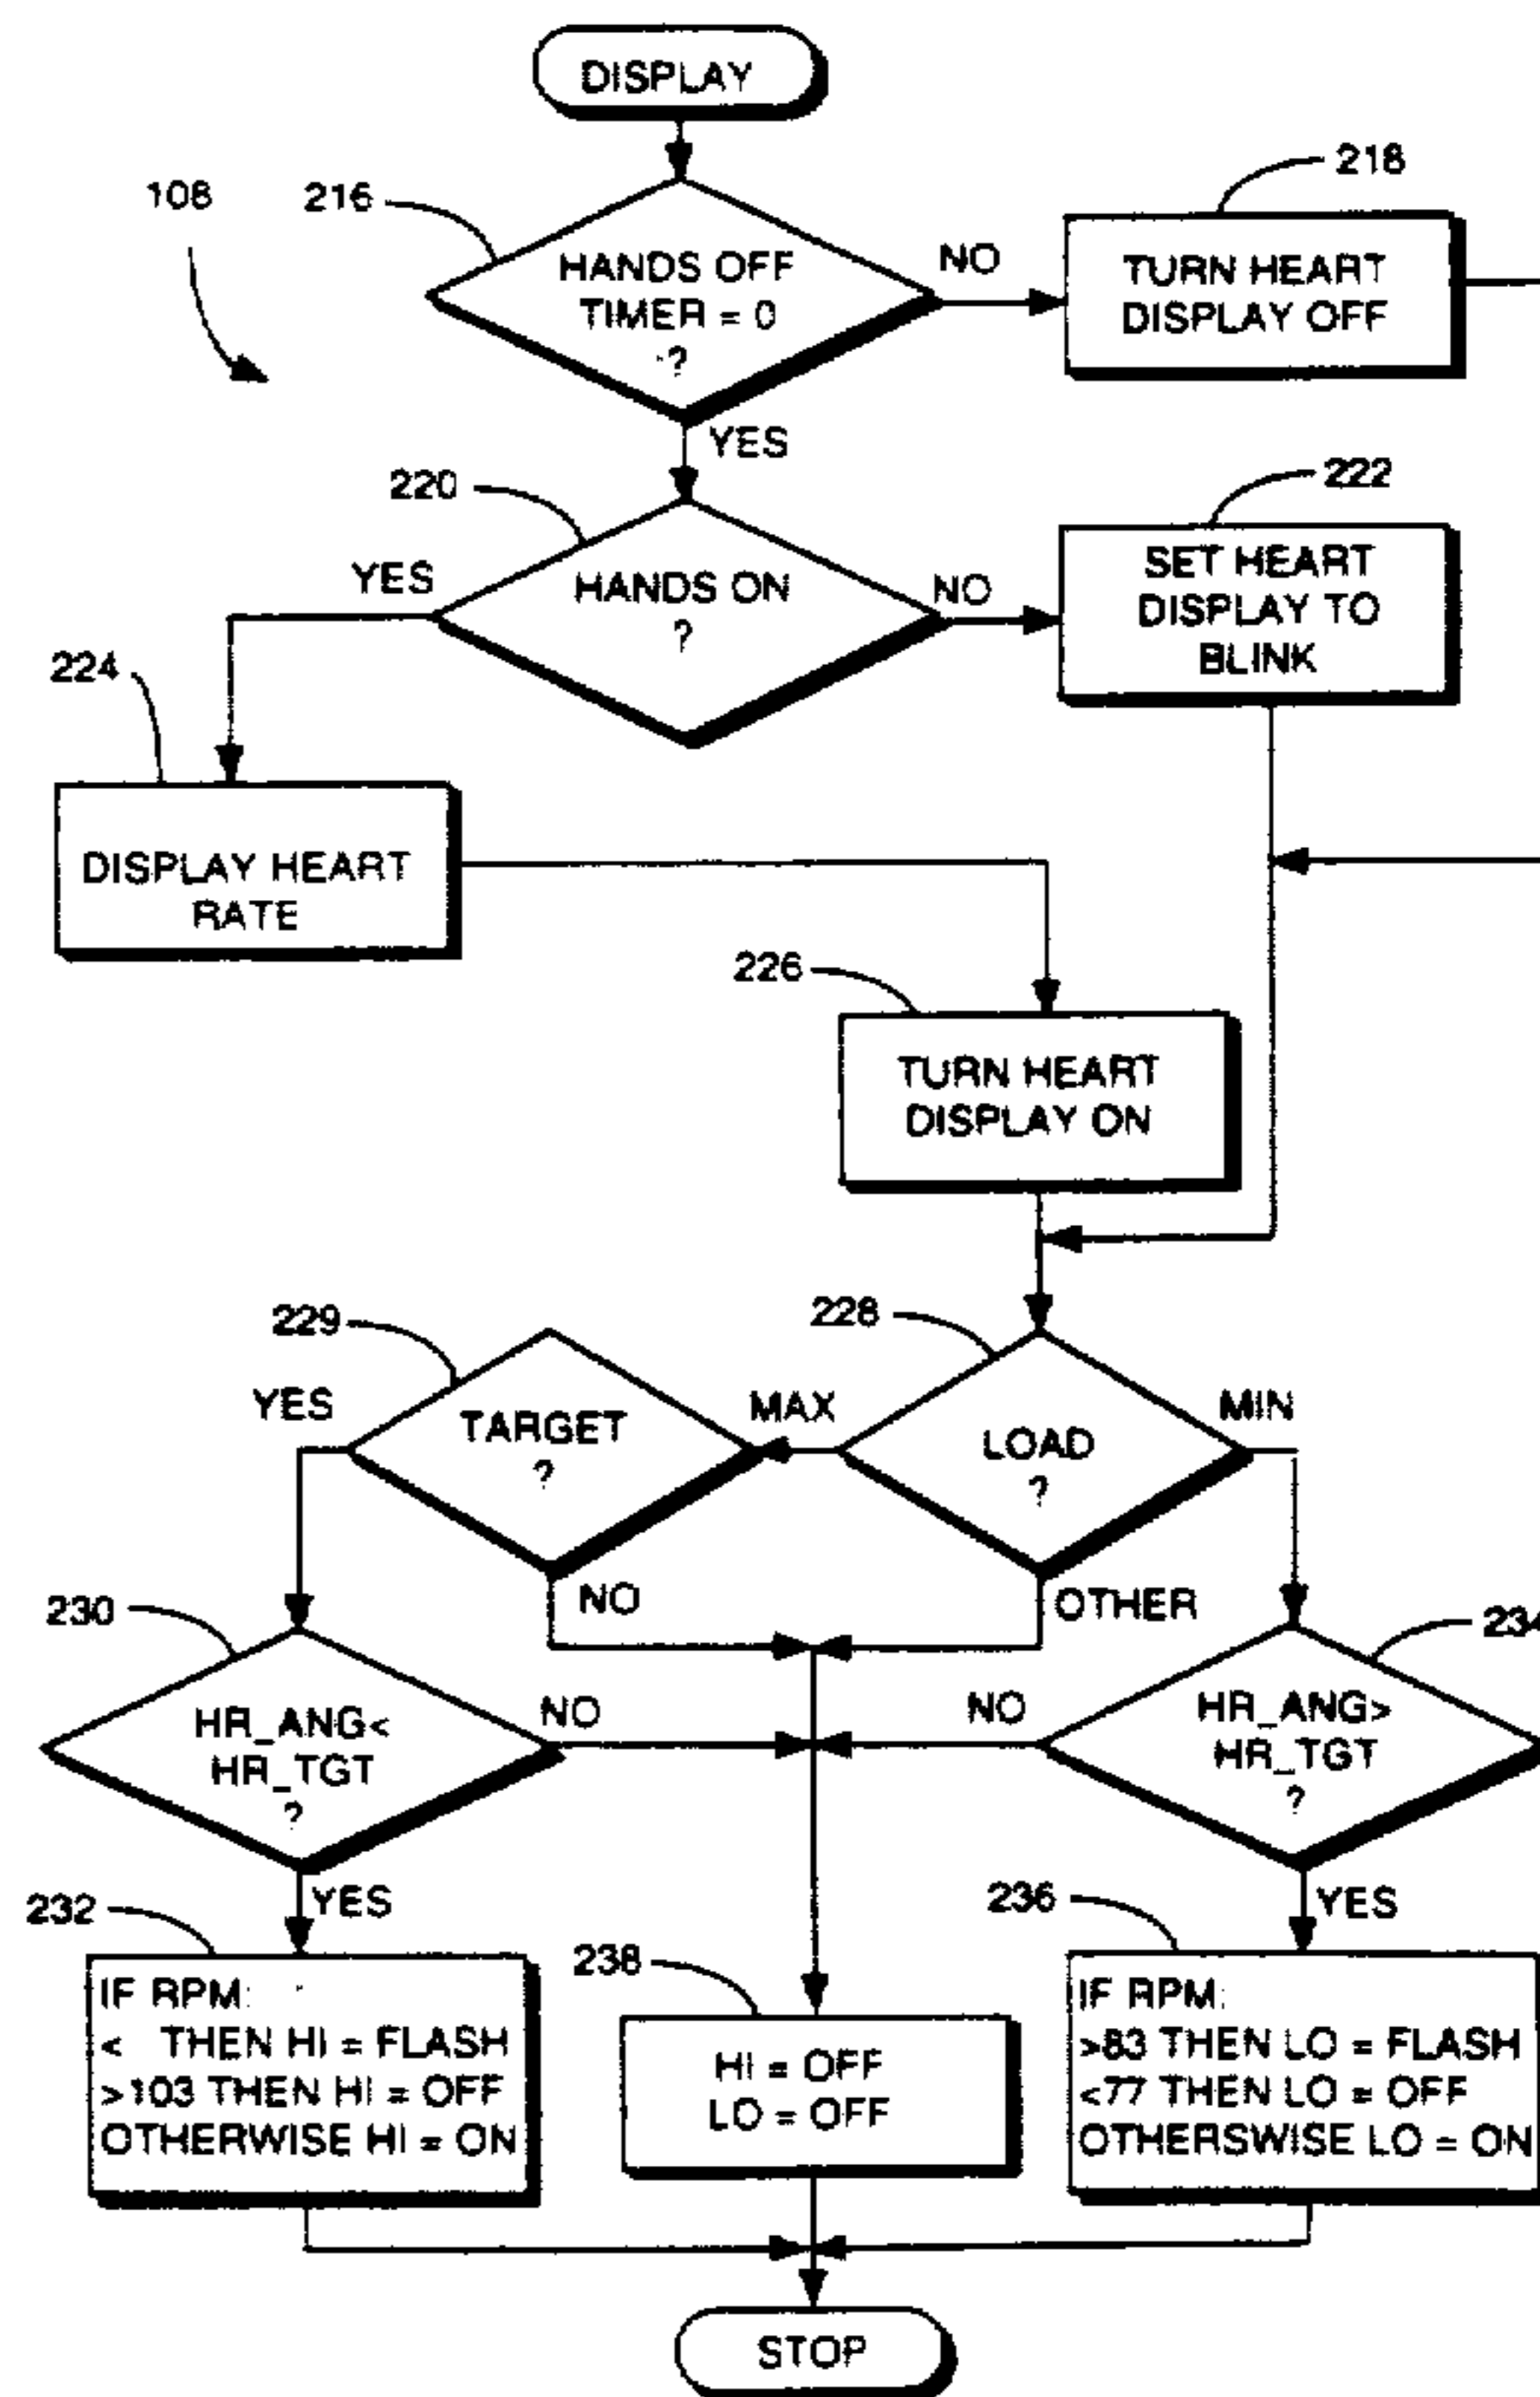 DISPLAY
108
216
HANDS OFF
TIMER = 0
?
NO
218
TURN HEART
DISPLAY OFF
YES
220
HANDS ON
?
YES
NO
222
SET HEART
DISPLAY TO
BLINK
224
DISPLAY HEART
RATE
226
TURN HEART
DISPLAY ON
228
LOAD
?
MAX
MIN
OTHER
229
TARGET
?
YES
NO
230
HR_ANG<
HR_TGT
?
NO
YES
234
HR_ANG>
HR_TGT
?
NO
YES
232
IF RPM:
< THEN HI = FLASH
>103 THEN HI = OFF
OTHERWISE HI = ON
238
HI = OFF
LO = OFF
236
IF RPM:
>83 THEN LO = FLASH
<77 THEN LO = OFF
OTHERSWISE LO = ON
STOP